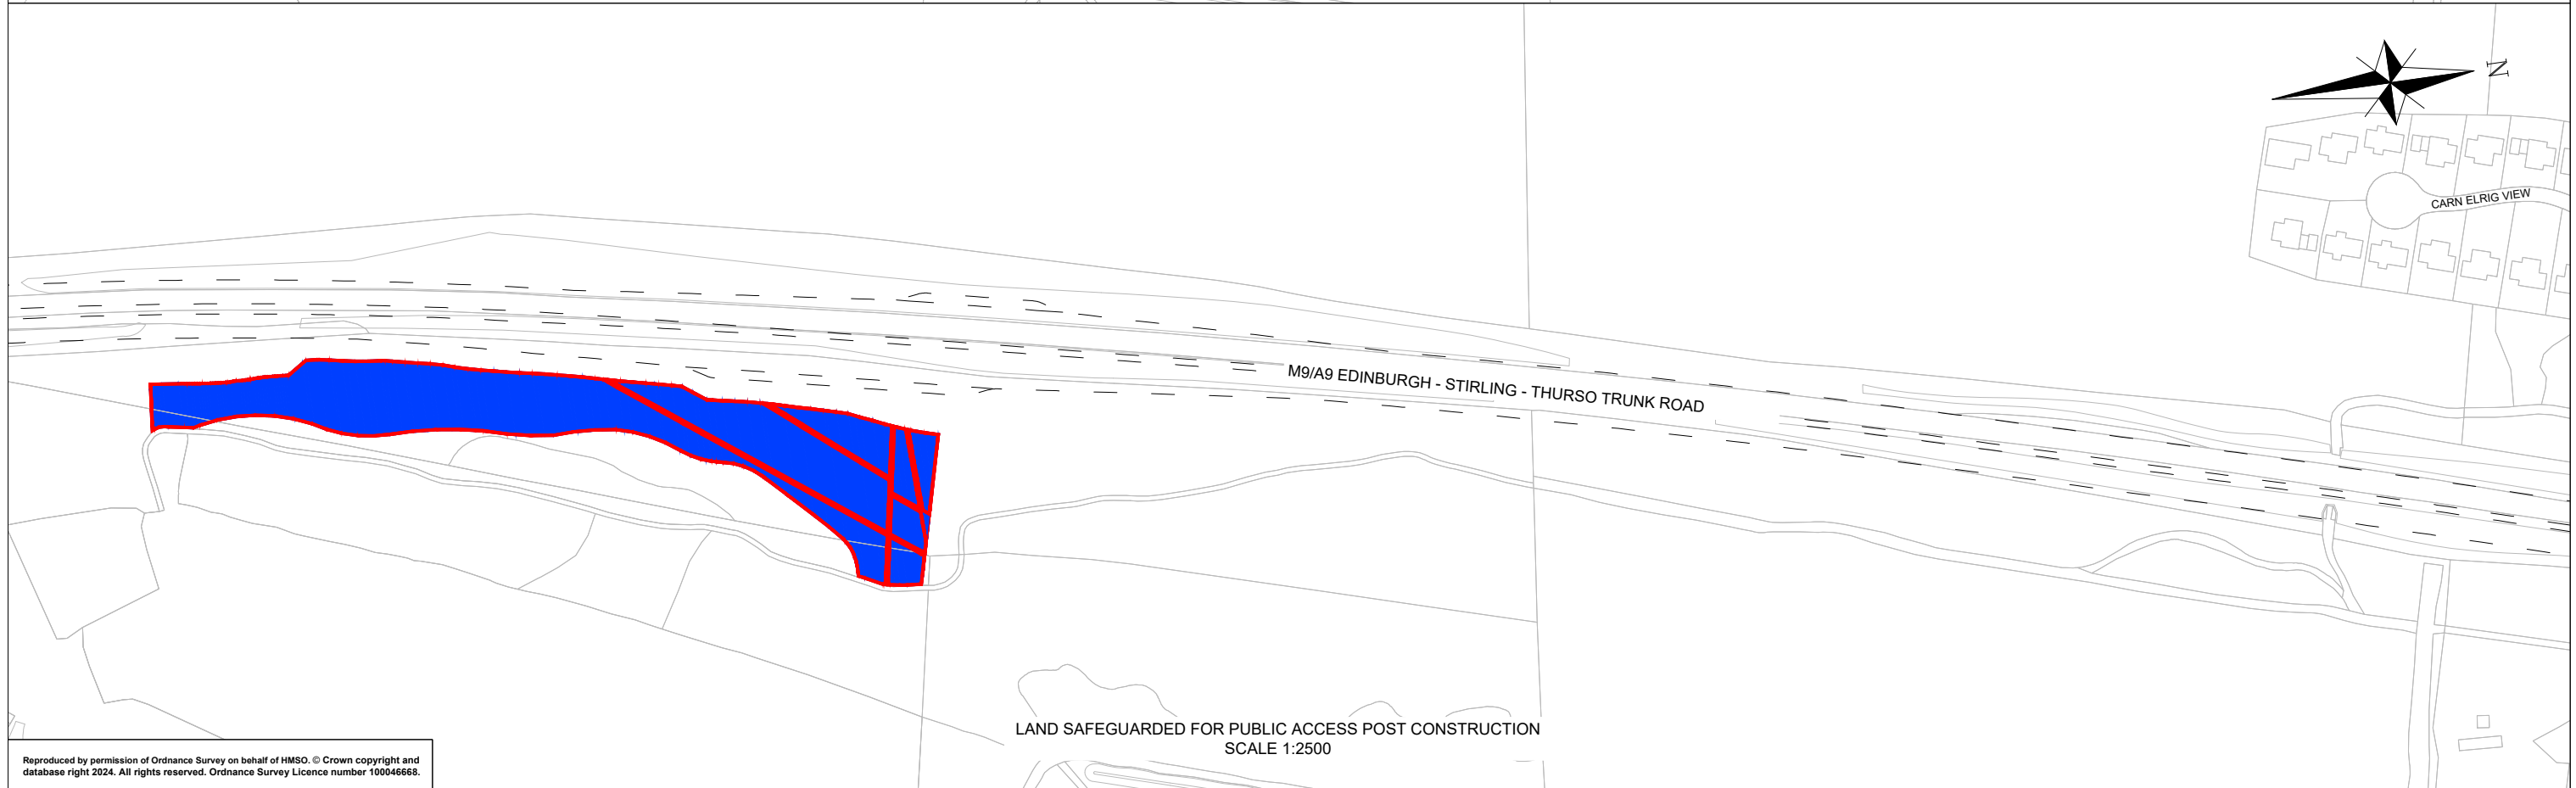 N
CARN ELRIG VIEW
M9/A9 EDINBURGH - STIRLING - THURSO TRUNK ROAD
LAND SAFEGUARDED FOR PUBLIC ACCESS POST CONSTRUCTION
SCALE 1:2500
Reproduced by permission of Ordnance Survey on behalf of HMSO. © Crown copyright and
database right 2024. All rights reserved. Ordnance Survey Licence number 100046668.